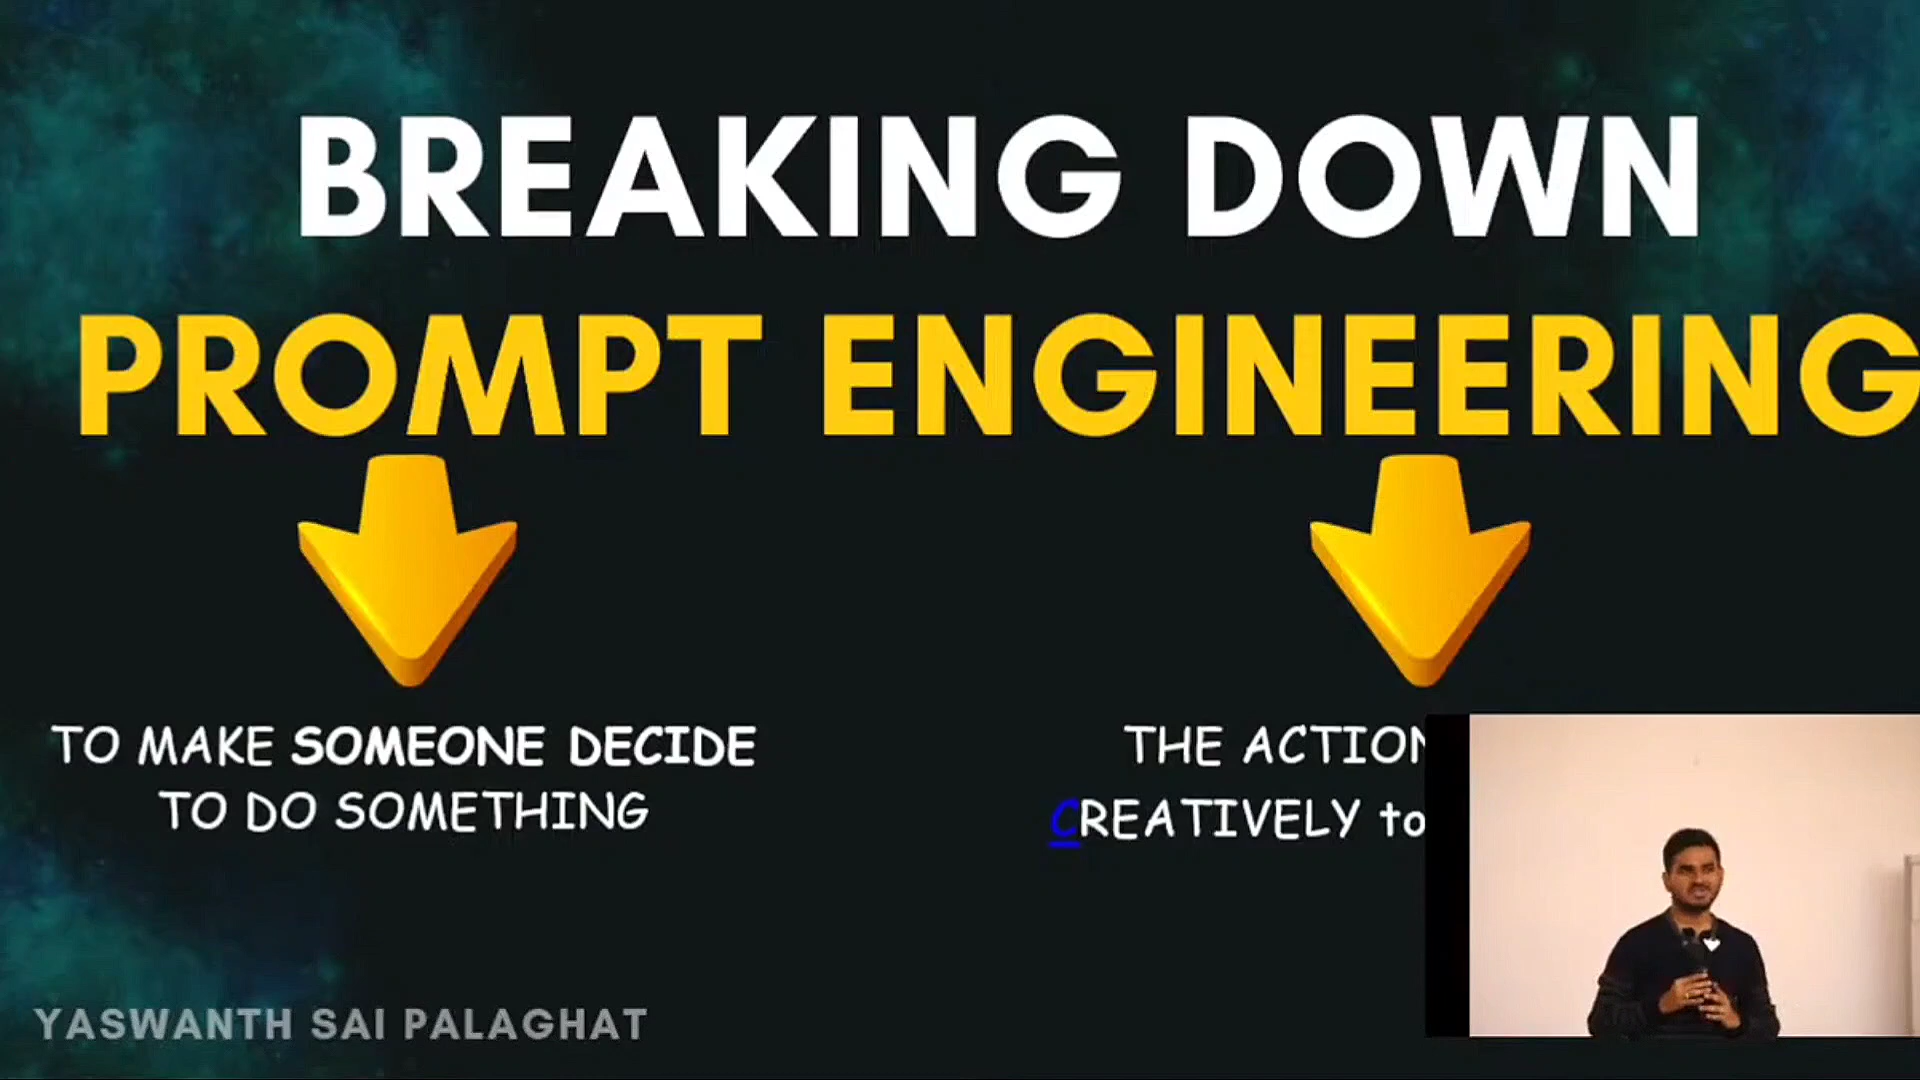 BREAKING DOWN
PROMPT ENGINEERING
TO MAKE SOMEONE DECIDE
TO DO SOMETHING
THE ACTION
CREATIVELY to
YASWANTH SAI PALAGHAT